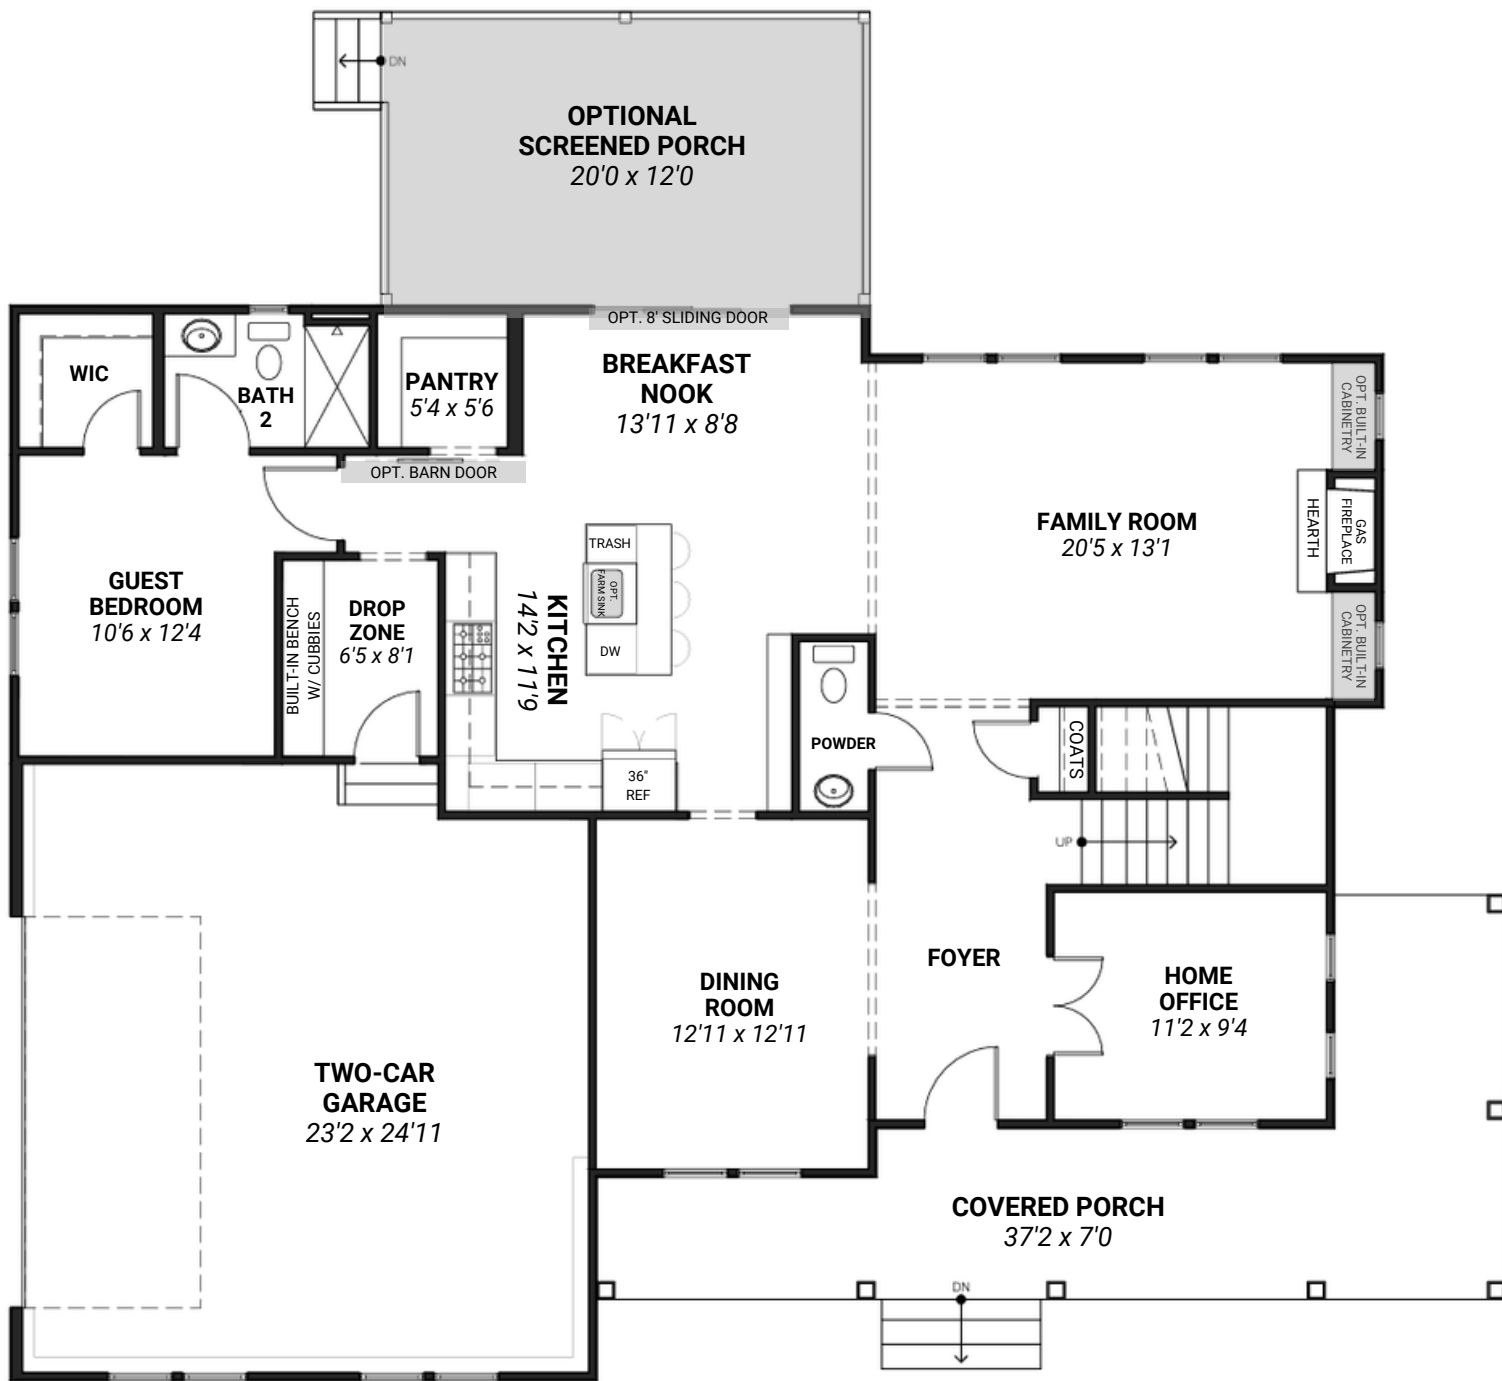 DN
OPTIONAL
SCREENED PORCH
20'0 x 12'0
OPT. 8' SLIDING DOOR
WIC
BATH
2
PANTRY
5'4 x 5'6
BREAKFAST
NOOK
13'11 x 8'8
OPT. BUILT-IN
CABINETRY
OPT. BARN DOOR
FAMILY ROOM
20'5 x 13'1
HEARTH
GAS
FIREPLACE
GUEST
BEDROOM
10'6 x 12'4
BUILT-IN BENCH
W/ CUBBIES
DROP
ZONE
6'5 x 8'1
KITCHEN
14'2 x 11'9
TRASH
OPT.
FARM SINK
DW
OPT. BUILT-IN
CABINETRY
36"
REF
POWDER
COATS
UP
DINING
ROOM
12'11 x 12'11
FOYER
HOME
OFFICE
11'2 x 9'4
TWO-CAR
GARAGE
23'2 x 24'11
COVERED PORCH
37'2 x 7'0
DN